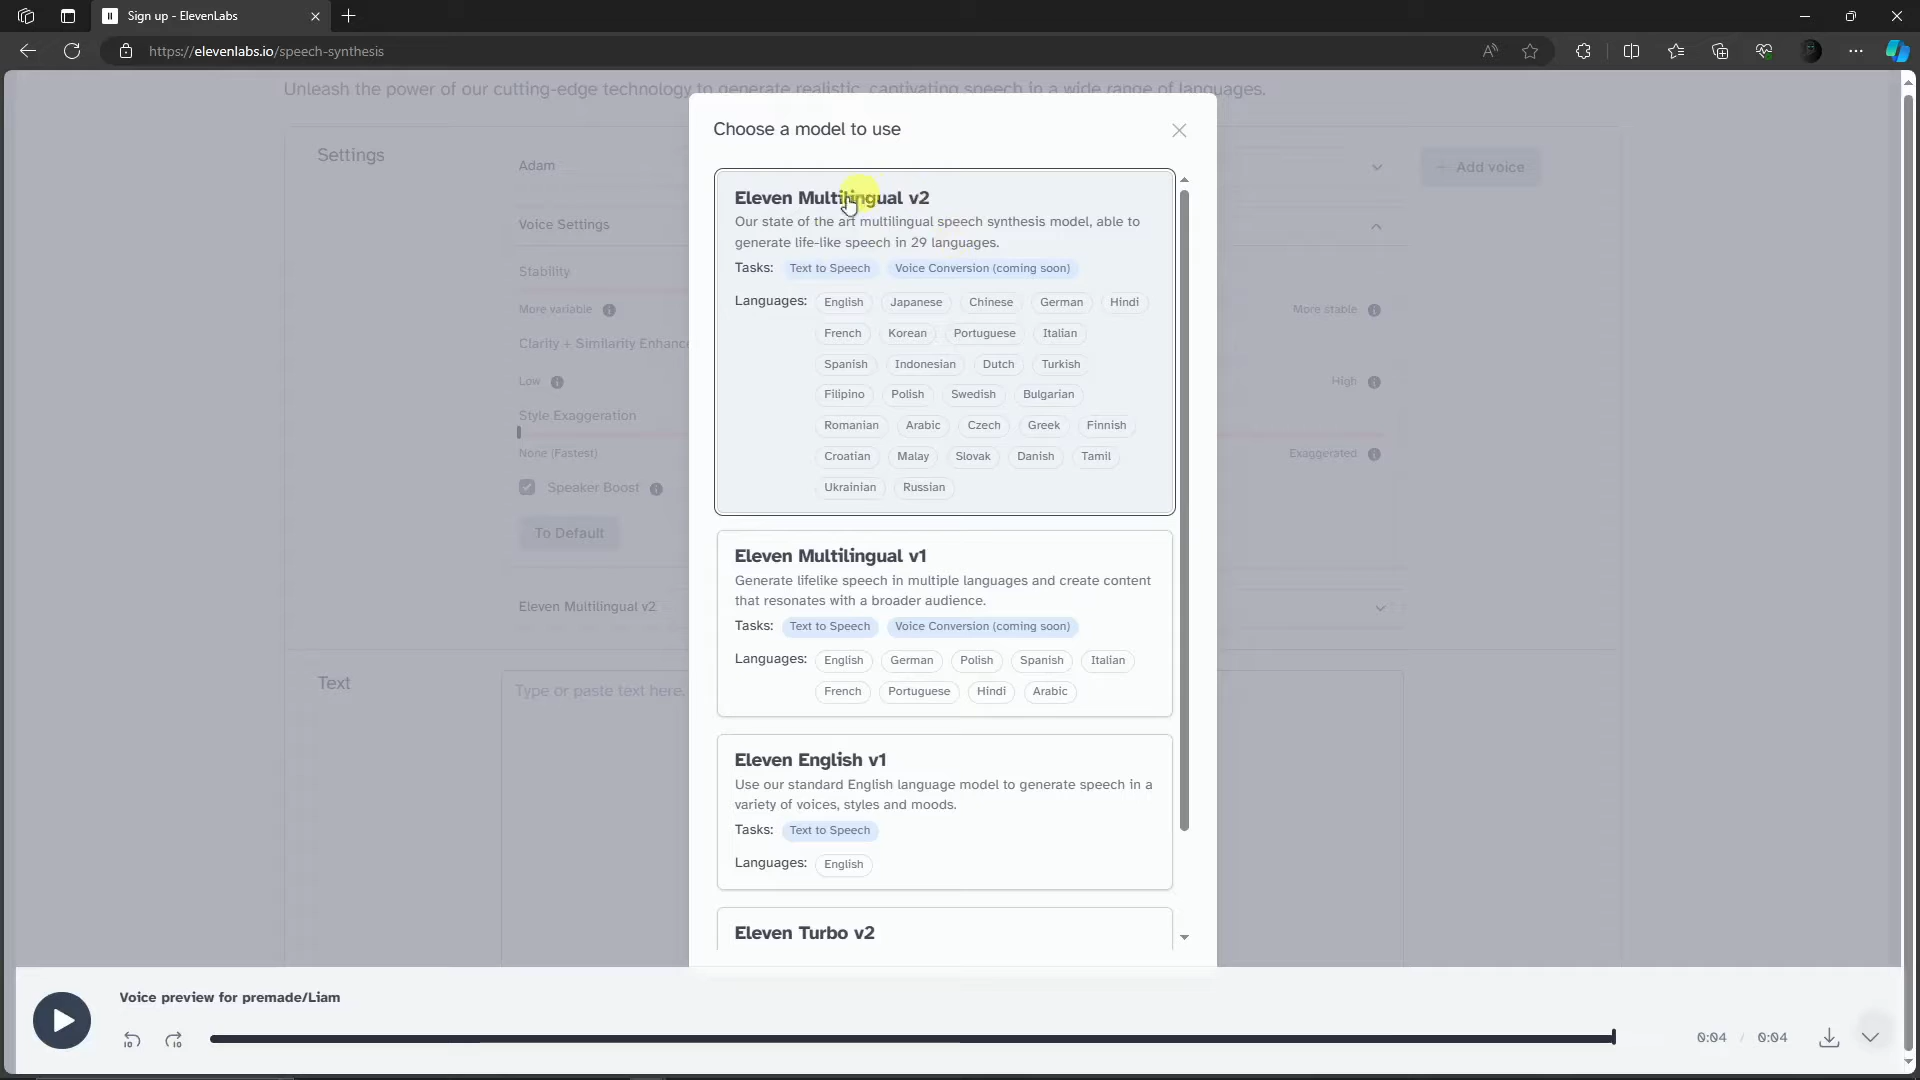 Sign up - ElevenLabs
https://elevenlabs.io/speech-synthesis
Unleash the power of our cutting-edge technology to generate realistic, captivating speech in a wide range of languages.
Choose a model to use
Settings
Adam
Add voice
Voice Settings
Stability
More variable
More stable
Clarity + Similarity Enhance
Low
High
Style Exaggeration
None (Fastest)
Exaggerated
Speaker Boost
To Default
Eleven Multilingual v2
Text
Type or paste text here.
Eleven Multilingual v2
Our state of the art multilingual speech synthesis model, able to
generate life-like speech in 29 languages.
Tasks: Text to Speech Voice Conversion (coming soon)
Languages: English Japanese Chinese German Hindi
French Korean Portuguese Italian
Spanish Indonesian Dutch Turkish
Filipino Polish Swedish Bulgarian
Romanian Arabic Czech Greek Finnish
Croatian Malay Slovak Danish Tamil
Ukrainian Russian
Eleven Multilingual v1
Generate lifelike speech in multiple languages and create content
that resonates with a broader audience.
Tasks: Text to Speech Voice Conversion (coming soon)
Languages: English German Polish Spanish Italian
French Portuguese Hindi Arabic
Eleven English v1
Use our standard English language model to generate speech in a
variety of voices, styles and moods.
Tasks: Text to Speech
Languages: English
Eleven Turbo v2
Voice preview for premade/Liam
10
10
0:04 / 0:04